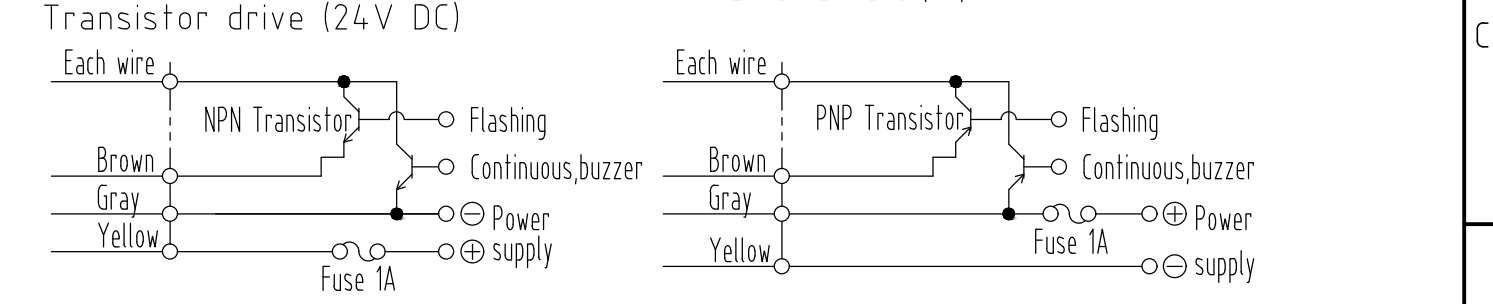 Transistor drive (24V DC)
Each wire
NPN Transistor
Flashing
Brown
Continuous,buzzer
Gray
⊖ Power
Yellow
⊕ supply
Fuse 1A
Each wire
PNP Transistor
Flashing
Brown
Continuous,buzzer
Gray
⊕ Power
Fuse 1A
Yellow
⊖ supply
C